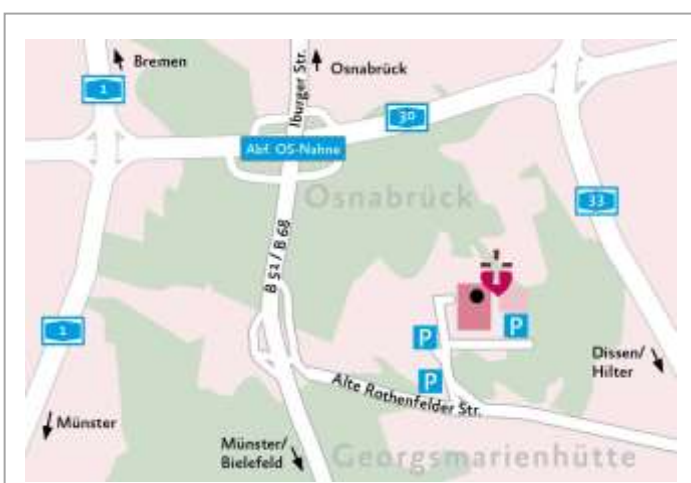 Bremen
1
Iburger Str.
Osnabrück
30
Abf. OS-Nahne
Osnabrück
33
B 51 / B 68
1
P
P
Dissen/
Hilter
P
Alte Rothenfelder Str.
Münster
Münster/
Bielefeld
Georgsmarienhütte